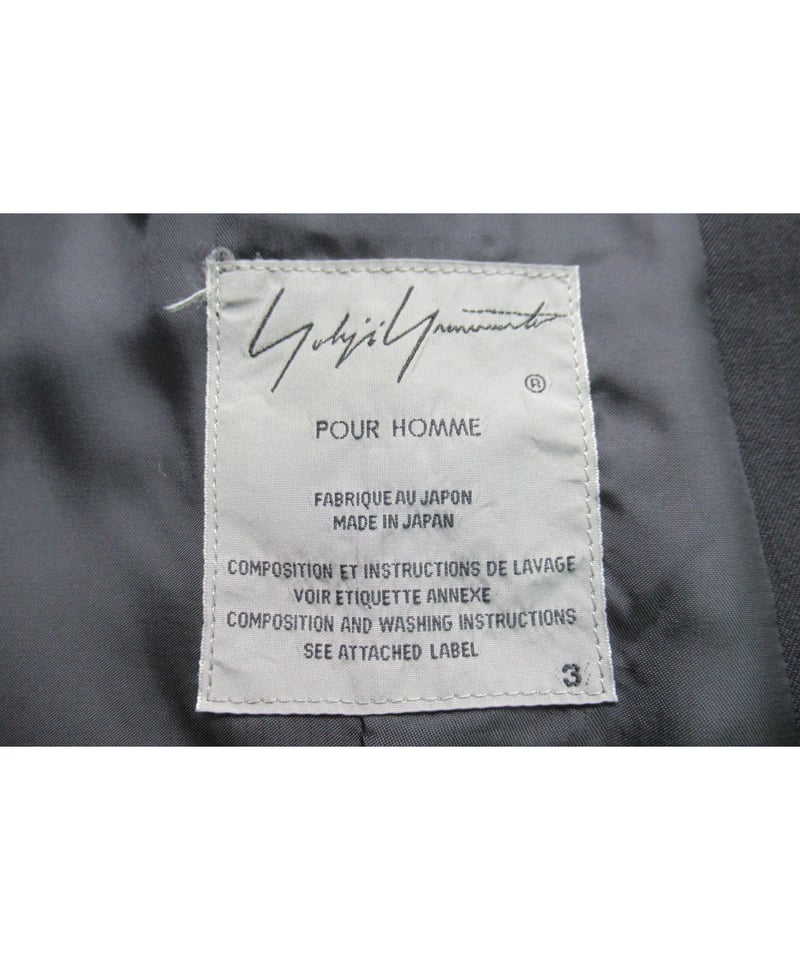 Yohji Yamamoto
®
POUR HOMME
FABRIQUE AU JAPON
MADE IN JAPAN
COMPOSITION ET INSTRUCTIONS DE LAVAGE
VOIR ETIQUETTE ANNEXE
COMPOSITION AND WASHING INSTRUCTIONS
SEE ATTACHED LABEL
3